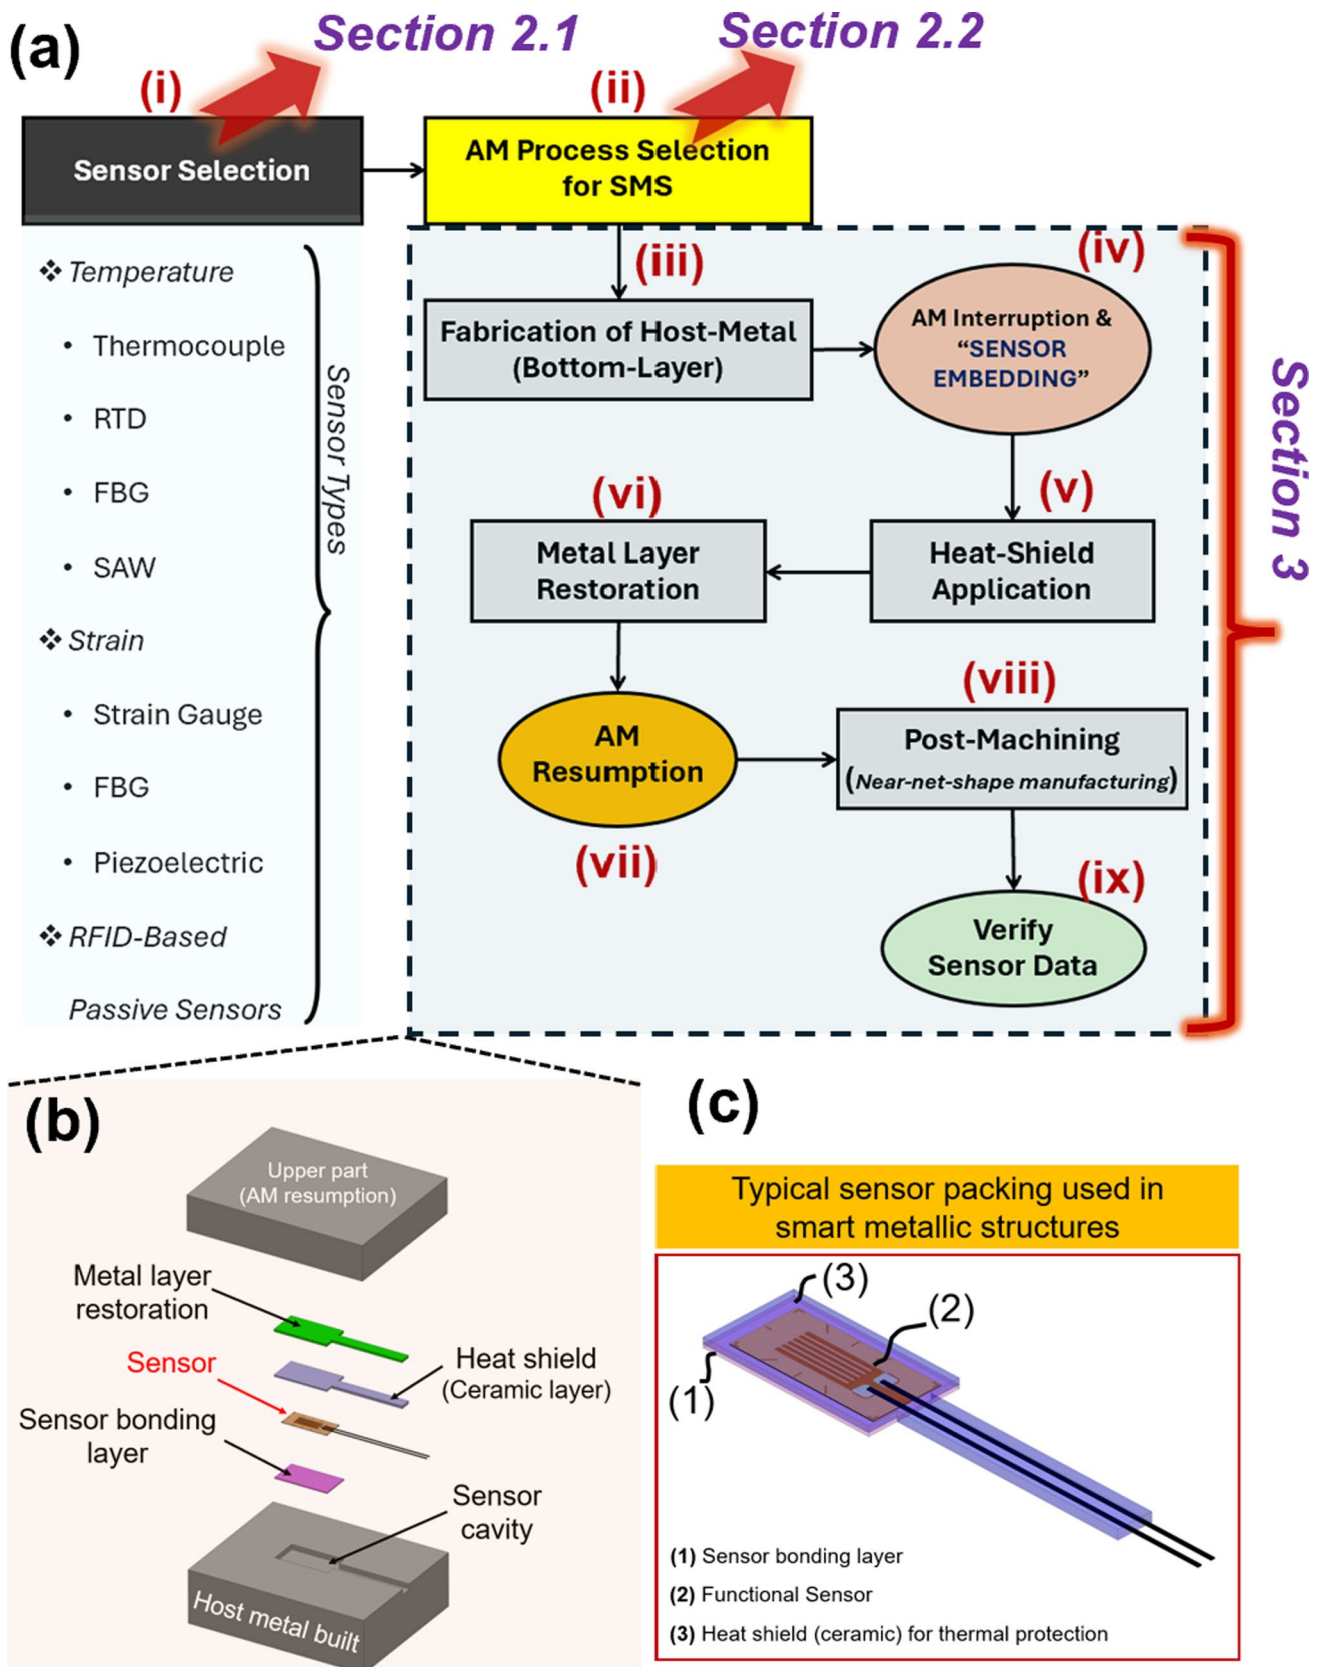 (a)
Section 2.1
Section 2.2
(i)
(ii)
Sensor Selection
AM Process Selection
for SMS
❖ Temperature
• Thermocouple
• RTD
• FBG
• SAW
❖ Strain
• Strain Gauge
• FBG
• Piezoelectric
❖ RFID-Based
Passive Sensors
Sensor Types
(iii)
Fabrication of Host-Metal
(Bottom-Layer)
(iv)
AM Interruption &
“SENSOR
EMBEDDING”
(v)
Heat-Shield
Application
(vi)
Metal Layer
Restoration
AM
Resumption
(vii)
(viii)
Post-Machining
(Near-net-shape manufacturing)
(ix)
Verify
Sensor Data
Section 3
(b)
Upper part
(AM resumption)
Metal layer
restoration
Sensor
Heat shield
(Ceramic layer)
Sensor bonding
layer
Sensor
cavity
Host metal built
(c)
Typical sensor packing used in
smart metallic structures
(3)
(2)
(1)
(1) Sensor bonding layer
(2) Functional Sensor
(3) Heat shield (ceramic) for thermal protection